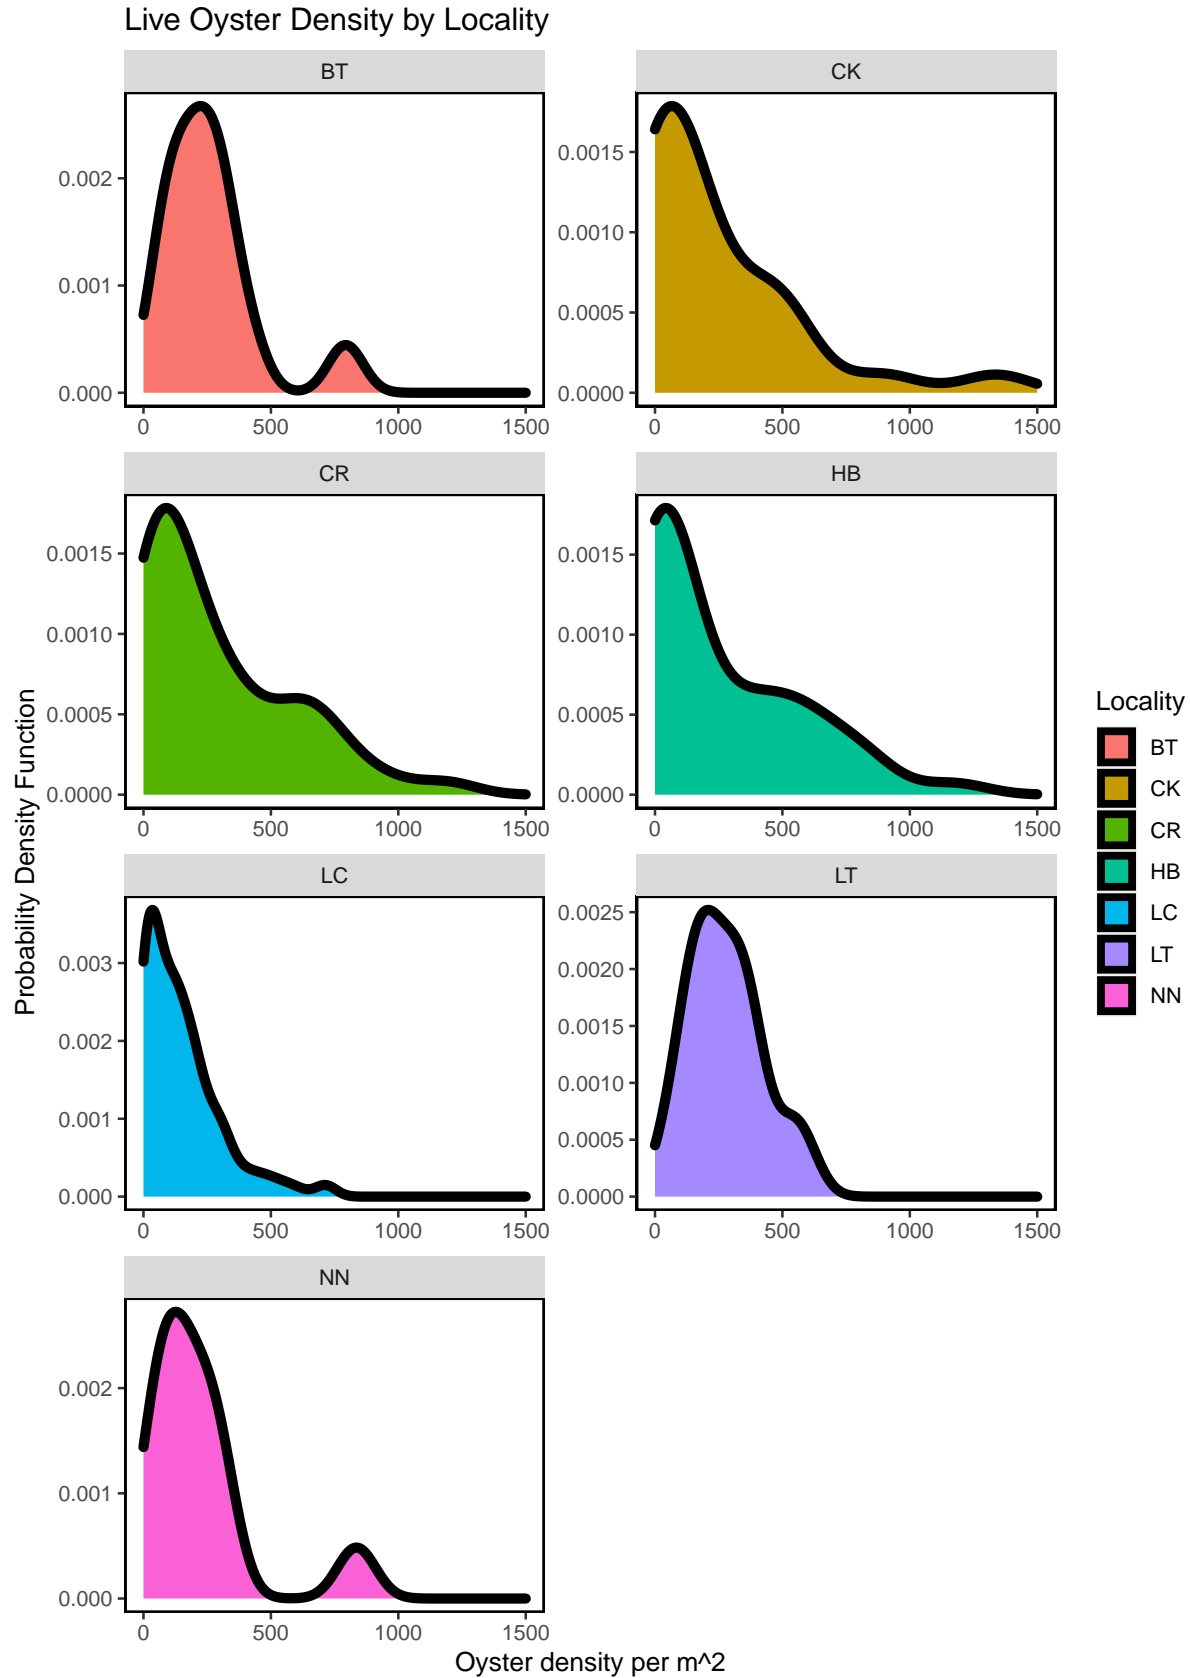 Live Oyster Density by Locality
BT
CK
0.002
0.001
0.000
0.0015
0.0010
0.0005
0.0000
0 500 1000 1500
0 500 1000 1500
CR
HB
0.0015
0.0010
0.0005
0.0000
0.0015
0.0010
0.0005
0.0000
0 500 1000 1500
0 500 1000 1500
LC
LT
0.003
0.002
0.001
0.000
0.0025
0.0020
0.0015
0.0010
0.0005
0.0000
0 500 1000 1500
0 500 1000 1500
NN
0.002
0.001
0.000
0 500 1000 1500
Probability Density Function
Oyster density per m^2
Locality
BT
CK
CR
HB
LC
LT
NN